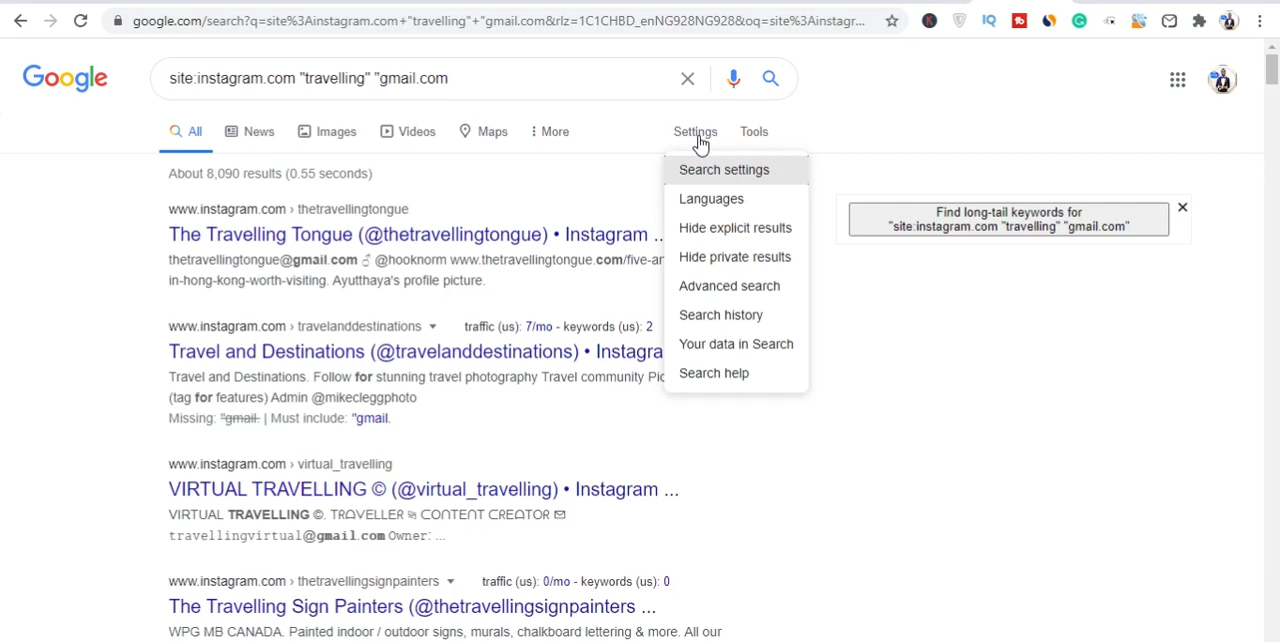 google.com/search?q=site%3Ainstagram.com+"travelling"+"gmail.com&rlz=1C1CHBD_enNG928NG928&oq=site%3Ainstagr...
Google
site:instagram.com "travelling" "gmail.com
All News Images Videos Maps More Settings Tools
About 8,090 results (0.55 seconds)
www.instagram.com › thetravellingtongue
The Travelling Tongue (@thetravellingtongue) • Instagram ...
thetravellingtongue@gmail.com @hooknorm www.thetravellingtongue.com/five-an
in-hong-kong-worth-visiting. Ayutthaya's profile picture.
www.instagram.com › travelanddestinations traffic (us): 7/mo - keywords (us): 2
Travel and Destinations (@travelanddestinations) • Instagra
Travel and Destinations. Follow for stunning travel photography Travel community Pic
(tag for features) Admin @mikecleggphoto
Missing: "gmail | Must include: "gmail.
www.instagram.com › virtual_travelling
VIRTUAL TRAVELLING © (@virtual_travelling) • Instagram ...
VIRTUAL TRAVELLING ©. TRAVELLER CONTENT CREATOR
travellingvirtual@gmail.com Owner: ...
www.instagram.com › thetravellingsignpainters traffic (us): 0/mo - keywords (us): 0
The Travelling Sign Painters (@thetravellingsignpainters ...
WPG MB CANADA. Painted indoor / outdoor signs, murals, chalkboard lettering & more. All our
Search settings
Languages
Hide explicit results
Hide private results
Advanced search
Search history
Your data in Search
Search help
Find long-tail keywords for
"site:instagram.com "travelling" "gmail.com"